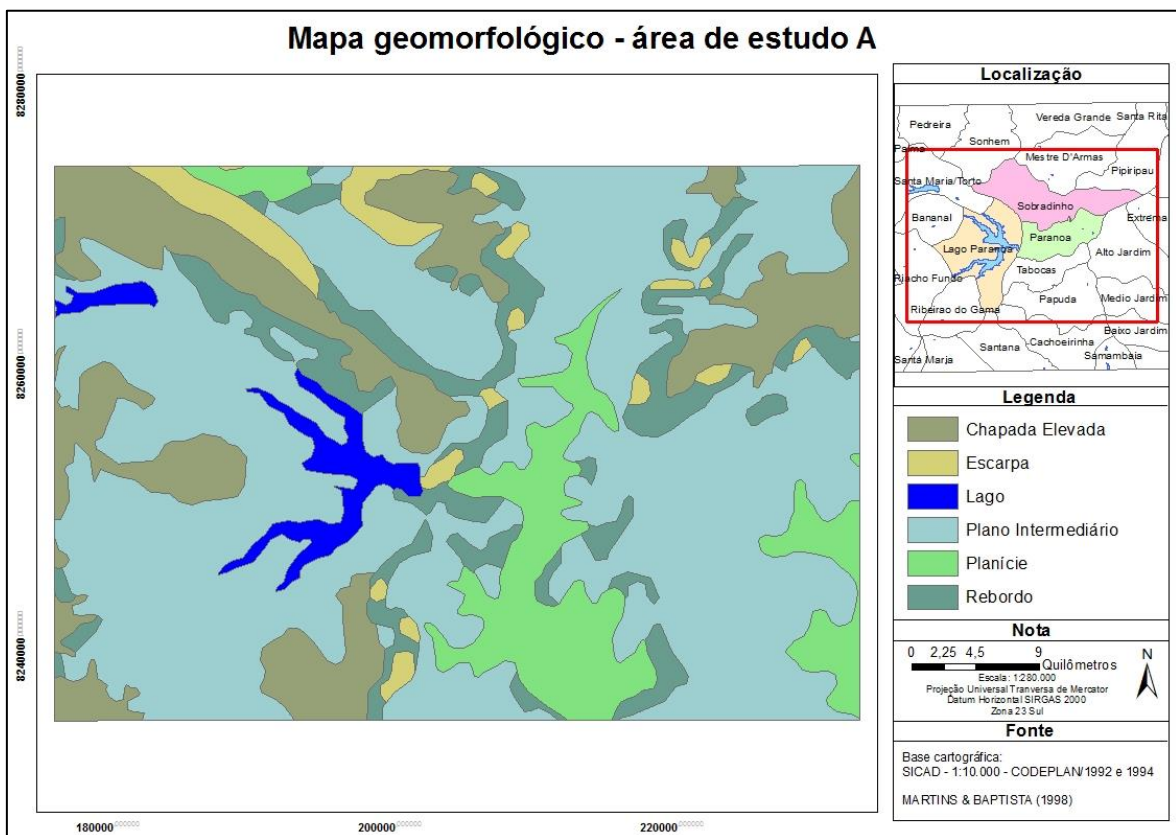 Mapa geomorfológico - área de estudo A
8280000
8260000
8240000
180000
200000
220000
Localização
Pedreira
Sonhem
Vereda Grande
Santa Rita
Palma
Mestre D'Armas
Pipiripau
Santa Maria/Torto
Sobradinho
Bananal
Extrema
Paranoa
Lago Paranoa
Alto Jardim
Riacho Fundo
Tabocas
Papuda
Medio Jardim
Ribeirao do Gama
Baixo Jardim
Cachoeirinha
Santana
Samambaia
Santa Maria
Legenda
Chapada Elevada
Escarpa
Lago
Plano Intermediário
Planície
Rebordo
Nota
0 2,25 4,5 9
Quilômetros
N
Escala: 1:280.000
Projeção Universal Tranversa de Mercator
Datum Horizontal SIRGAS 2000
Zona 23 Sul
Fonte
Base cartográfica:
SICAD - 1:10.000 - CODEPLAN/1992 e 1994
MARTINS & BAPTISTA (1998)